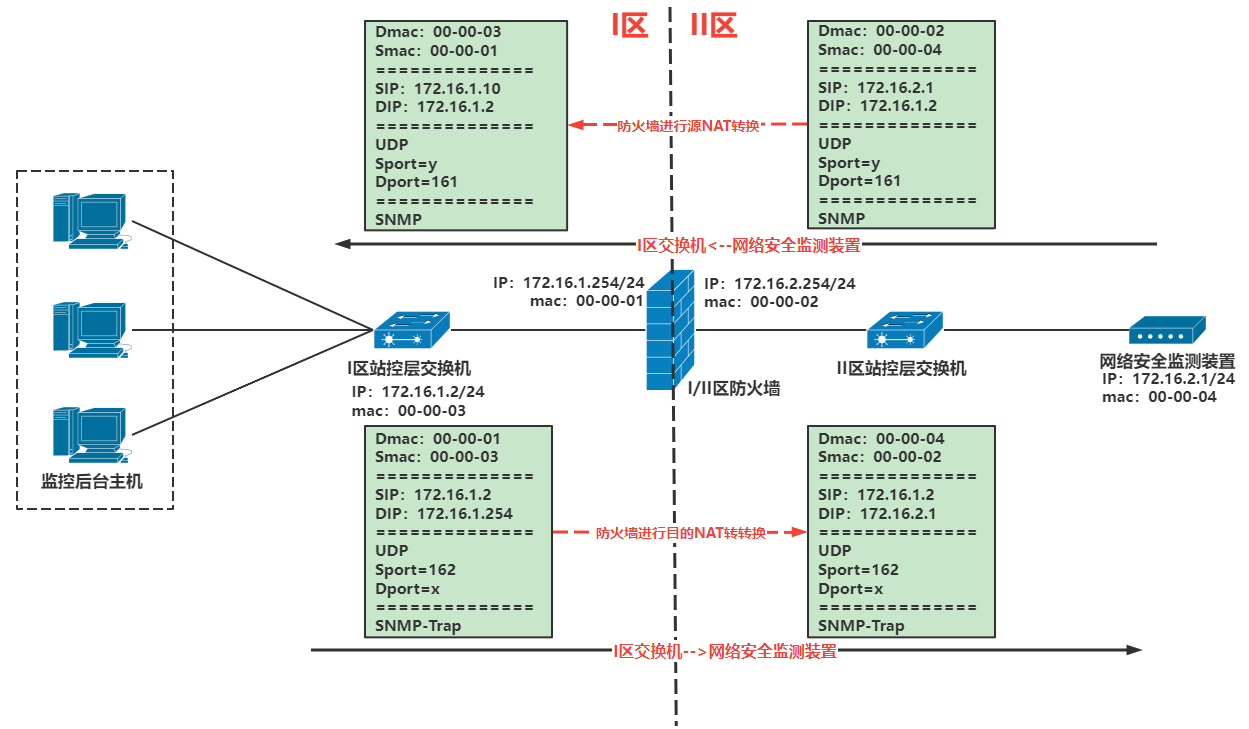 I区
II区
Dmac：00-00-03
Smac：00-00-01
==============
SIP：172.16.1.10
DIP：172.16.1.2
==============
UDP
Sport=y
Dport=161
==============
SNMP
防火墙进行源NAT转换
Dmac：00-00-02
Smac：00-00-04
==============
SIP：172.16.2.1
DIP：172.16.1.2
==============
UDP
Sport=y
Dport=161
==============
SNMP
I区交换机<--网络安全监测装置
IP：172.16.1.254/24
mac：00-00-01
IP：172.16.2.254/24
mac：00-00-02
I区站控层交换机
IP：172.16.1.2/24
mac：00-00-03
I/II区防火墙
II区站控层交换机
网络安全监测装置
IP：172.16.2.1/24
mac：00-00-04
监控后台主机
Dmac：00-00-01
Smac：00-00-03
==============
SIP：172.16.1.2
DIP：172.16.1.254
==============
UDP
Sport=162
Dport=x
==============
SNMP-Trap
防火墙进行目的NAT转转换
Dmac：00-00-04
Smac：00-00-02
==============
SIP：172.16.1.2
DIP：172.16.2.1
==============
UDP
Sport=162
Dport=x
==============
SNMP-Trap
I区交换机-->网络安全监测装置